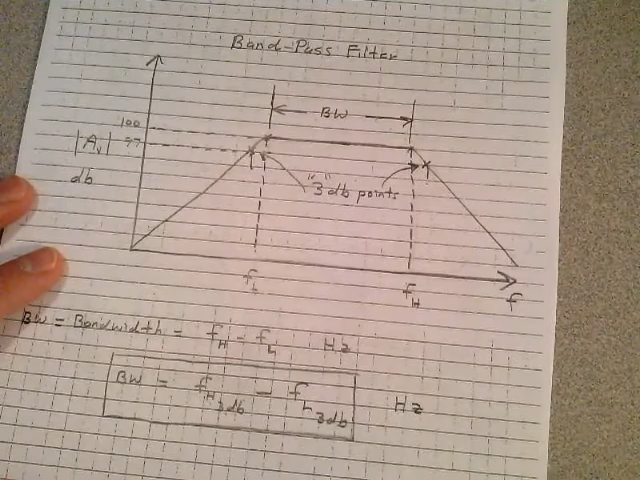 Band-Pass Filter
BW
100
|Av| 97
db
"3 db points"
fL
fH
f
BW = Bandwidth = fH - fL Hz
BW = fH3db - fL3db Hz